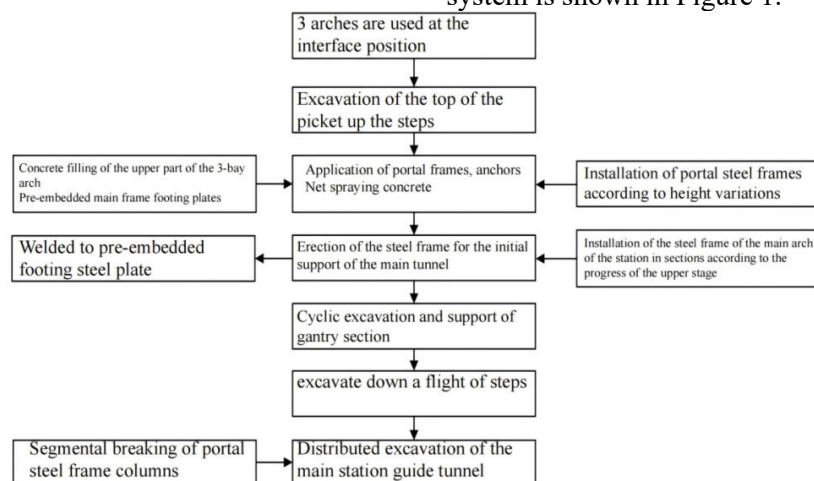 system is shown in Figure 1.
3 arches are used at the
interface position
Excavation of the top of the
picket up the steps
Concrete filling of the upper part of the 3-bay
arch
Pre-embedded main frame footing plates
Application of portal frames, anchors
Net spraying concrete
Installation of portal steel frames
according to height variations
Welded to pre-embedded
footing steel plate
Erection of the steel frame for the initial
support of the main tunnel
Installation of the steel frame of the main arch
of the station in sections according to the
progress of the upper stage
Cyclic excavation and support of
gantry section
excavate down a flight of steps
Segmental breaking of portal
steel frame columns
Distributed excavation of the
main station guide tunnel